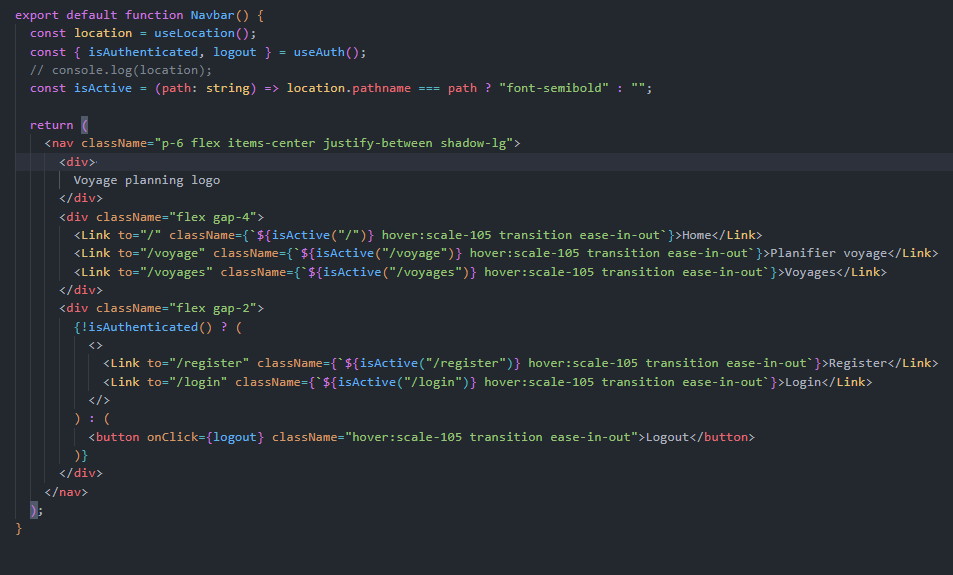 export default function Navbar() {
  const location = useLocation();
  const { isAuthenticated, logout } = useAuth();
  // console.log(location);
  const isActive = (path: string) => location.pathname === path ? "font-semibold" : "";

  return (
    <nav className="p-6 flex items-center justify-between shadow-lg">
      <div>
        Voyage planning logo
      </div>
      <div className="flex gap-4">
        <Link to="/" className={`${isActive("/")} hover:scale-105 transition ease-in-out`}>Home</Link>
        <Link to="/voyage" className={`${isActive("/voyage")} hover:scale-105 transition ease-in-out`}>Planifier voyage</Link>
        <Link to="/voyages" className={`${isActive("/voyages")} hover:scale-105 transition ease-in-out`}>Voyages</Link>
      </div>
      <div className="flex gap-2">
        {!isAuthenticated() ? (
          <>
            <Link to="/register" className={`${isActive("/register")} hover:scale-105 transition ease-in-out`}>Register</Link>
            <Link to="/login" className={`${isActive("/login")} hover:scale-105 transition ease-in-out`}>Login</Link>
          </>
        ) : (
          <button onClick={logout} className="hover:scale-105 transition ease-in-out">Logout</button>
        )}
      </div>
    </nav>
  );
}